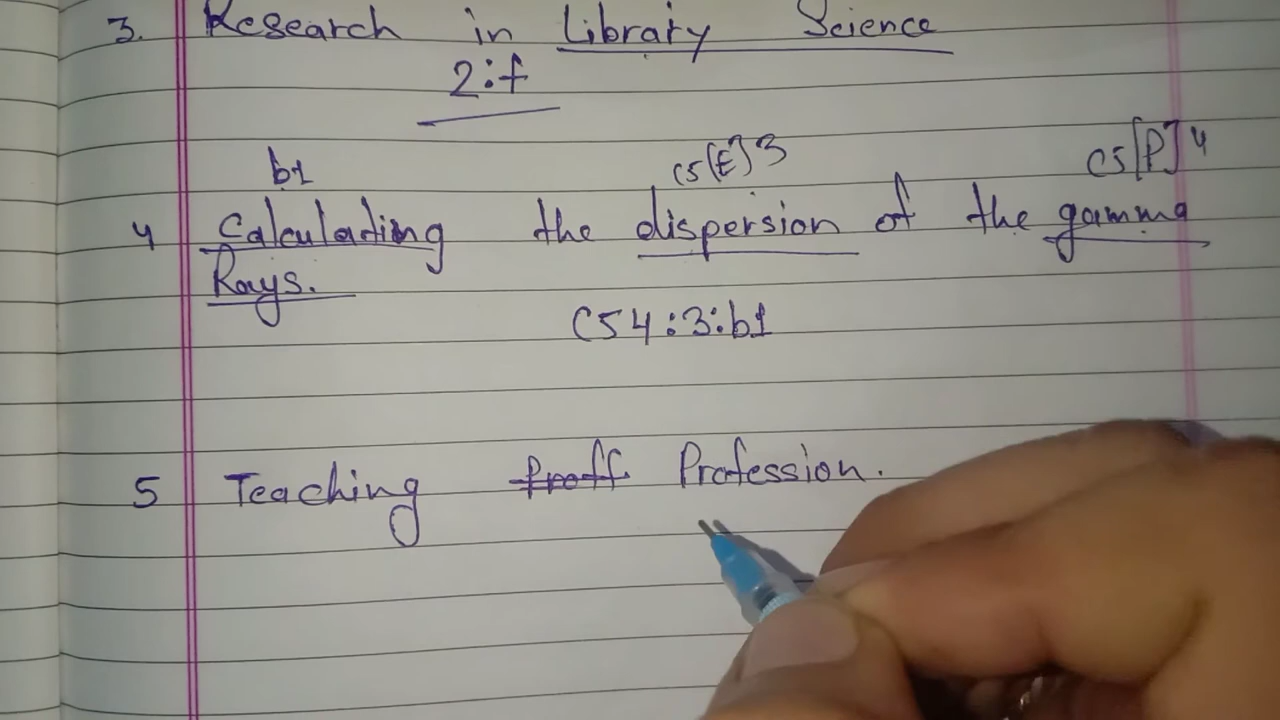 3. Research in Library Science
2:f
b1 C5[E]3 C5[P]4
4 Calculating the dispersion of the gamma
Rays.
C54:3:b1
5 Teaching Proff Profession.